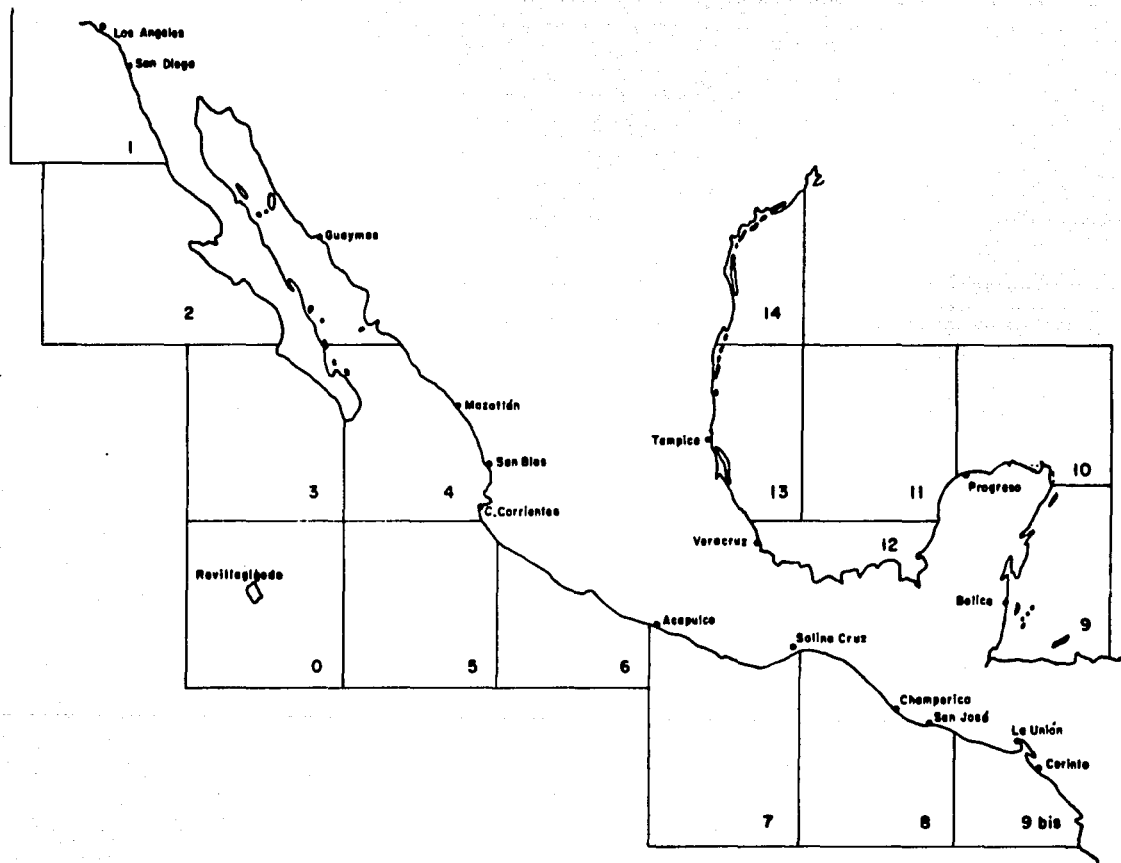 Los Angeles
San Diego
1
Guaymas
2
14
Mazatlán
Tampico
San Blas
3
4
13
11
Progreso
10
C. Corrientes
Veracruz
12
Revillagigedo
Belice
9
Acapulco
Salina Cruz
0
5
6
Champerico
San José
La Unión
Corinto
7
8
9 bis